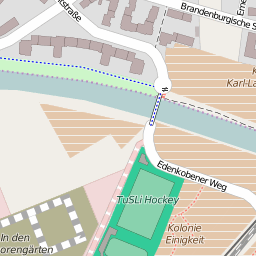 Brandenburgische S
straße
K
Karl-La
Edenkobener Weg
TuSLi Hockey
Kolonie
Einigkeit
In den
orengärten